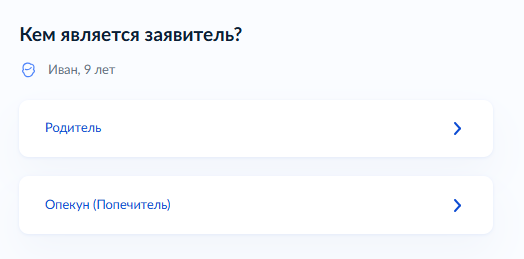 Кем является заявитель?
Иван, 9 лет
Родитель
Опекун (Попечитель)